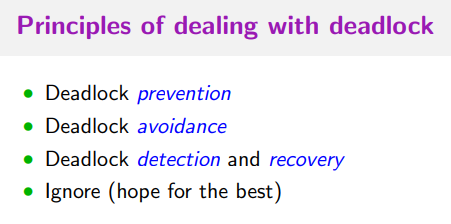 Principles of dealing with deadlock
Deadlock prevention
Deadlock avoidance
Deadlock detection and recovery
Ignore (hope for the best)